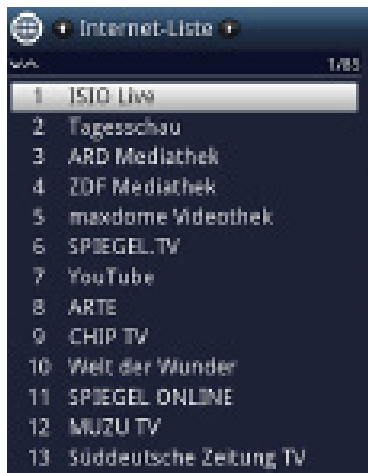 Internet-Liste
1/83
1 ISIO Live
2 Tagesschau
3 ARD Mediathek
4 ZDF Mediathek
5 maxdome Videothek
6 SPIEGEL.TV
7 YouTube
8 ARTE
9 CHIP TV
10 Welt der Wunder
11 SPIEGEL ONLINE
12 MUZU TV
13 Süddeutsche Zeitung TV